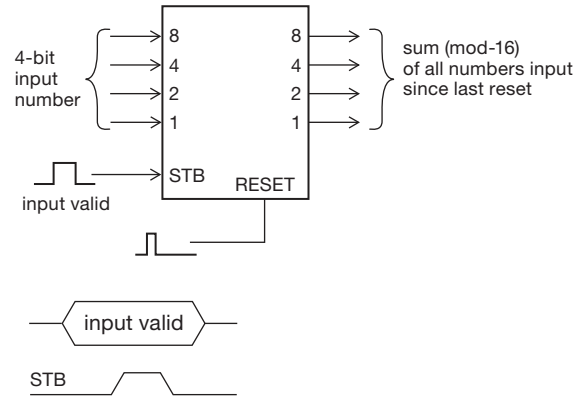 4-bit
input
number
8
4
2
1
STB
input valid
RESET
8
4
2
1
sum (mod-16)
of all numbers input
since last reset
input valid
STB